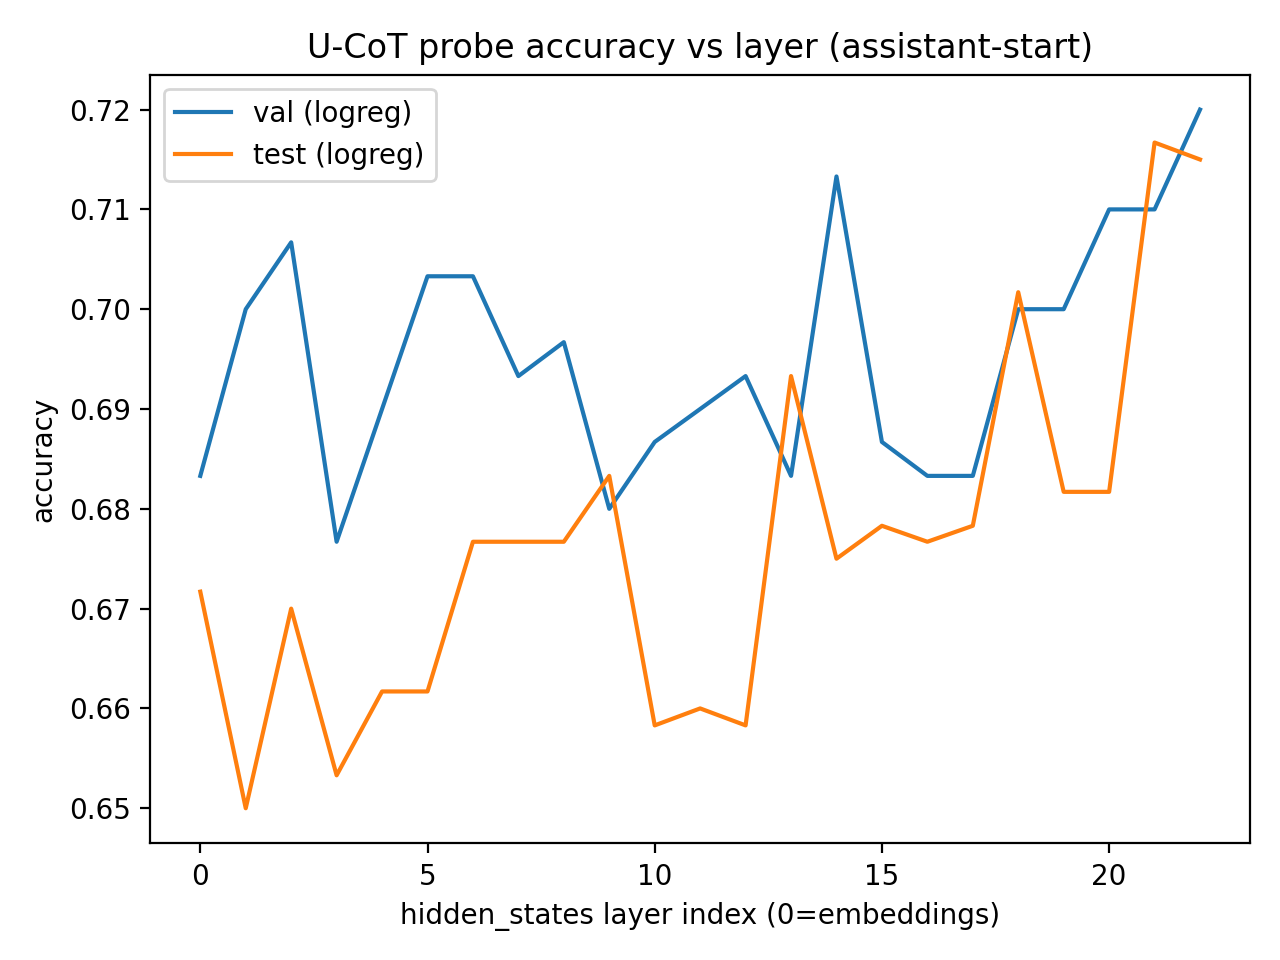 U-CoT probe accuracy vs layer (assistant-start)
val (logreg)
test (logreg)
0.72
0.71
0.70
0.69
0.68
0.67
0.66
0.65
accuracy
0 5 10 15 20
hidden_states layer index (0=embeddings)